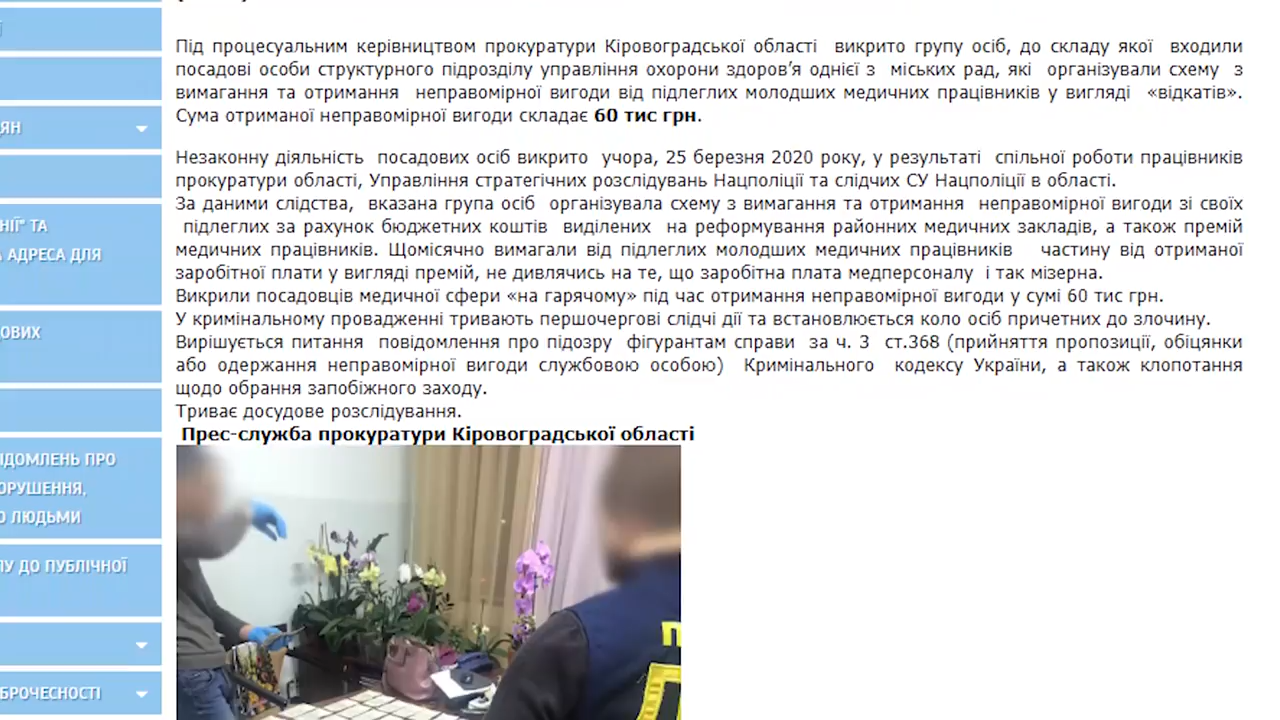 Під процесуальним керівництвом прокуратури Кіровоградської області викрито групу осіб, до складу якої входили
посадові особи структурного підрозділу управління охорони здоров’я однієї з міських рад, які організували схему з
вимагання та отримання неправомірної вигоди від підлеглих молодших медичних працівників у вигляді «відкатів».
Сума отриманої неправомірної вигоди складає 60 тис грн.
Незаконну діяльність посадових осіб викрито учора, 25 березня 2020 року, у результаті спільної роботи працівників
прокуратури області, Управління стратегічних розслідувань Нацполіції та слідчих СУ Нацполіції в області.
За даними слідства, вказана група осіб організувала схему з вимагання та отримання неправомірної вигоди зі своїх
підлеглих за рахунок бюджетних коштів виділених на реформування районних медичних закладів, а також премій
медичних працівників. Щомісячно вимагали від підлеглих молодших медичних працівників частину від отриманої
заробітної плати у вигляді премій, не дивлячись на те, що заробітна плата медперсоналу і так мізерна.
Викрили посадовців медичної сфери «на гарячому» під час отримання неправомірної вигоди у сумі 60 тис грн.
У кримінальному провадженні тривають першочергові слідчі дії та встановлюється коло осіб причетних до злочину.
Вирішується питання повідомлення про підозру фігурантам справи за ч. 3 ст.368 (прийняття пропозиції, обіцянки
або одержання неправомірної вигоди службовою особою) Кримінального кодексу України, а також клопотання
щодо обрання запобіжного заходу.
Триває досудове розслідування.
Прес-служба прокуратури Кіровоградської області
ЯН
НІЇ" ТА
АДРЕСА ДЛЯ
ОВИХ
ІДОМЛЕНЬ ПРО
ОРУШЕННЯ,
О ЛЮДЬМИ
ПУ ДО ПУБЛІЧНОЇ
БРОЧЕСНОСТІ